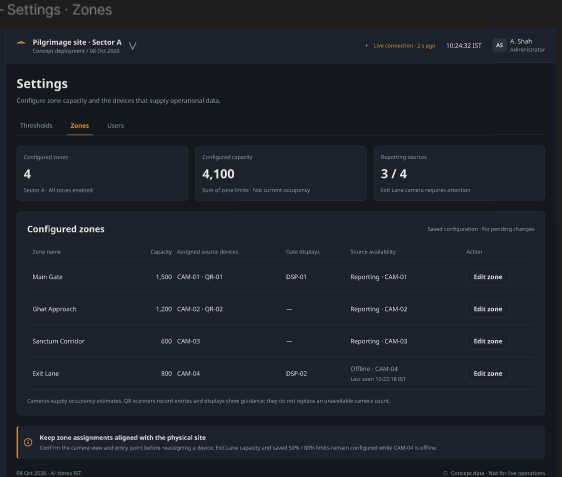 - Settings · Zones
Pilgrimage site · Sector A
Concept deployment / 08 Oct 2026
Live connection · 2 s ago
10:24:32 IST
AS
A. Shah
Administrator
Settings
Configure zone capacity and the devices that supply operational data.
Thresholds Zones Users
Configured zones
4
Sector A · All zones enabled
Configured capacity
4,100
Sum of zone limits · Not current occupancy
Reporting sources
3 / 4
Exit Lane camera requires attention
Configured zones
Saved configuration · No pending changes
Zone name Capacity Assigned source devices Gate displays Source availability Action
Main Gate 1,500 CAM-01 · QR-01 DSP-01 Reporting · CAM-01 Edit zone
Ghat Approach 1,200 CAM-02 · QR-02 — Reporting · CAM-02 Edit zone
Sanctum Corridor 600 CAM-03 — Reporting · CAM-03 Edit zone
Exit Lane 800 CAM-04 DSP-02 Offline · CAM-04 Edit zone
Last seen 10:22:18 IST
Cameras supply occupancy estimates. QR scanners record entries and displays show guidance; they do not replace an unavailable camera count.
Keep zone assignments aligned with the physical site
Confirm the camera view and entry point before reassigning a device. Exit Lane capacity and saved 50% / 80% limits remain configured while CAM-04 is offline.
08 Oct 2026 · All times IST
Concept data · Not for live operations